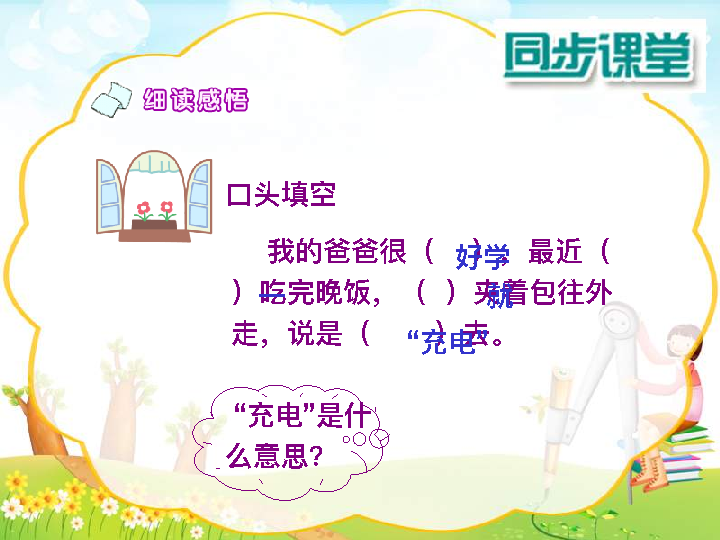 同步课堂
细读感悟
口头填空
我的爸爸很（好学）。最近（
）一吃完晚饭，（ ）就夹着包往外
走，说是（“充电”）去。
“充电”是什
么意思？